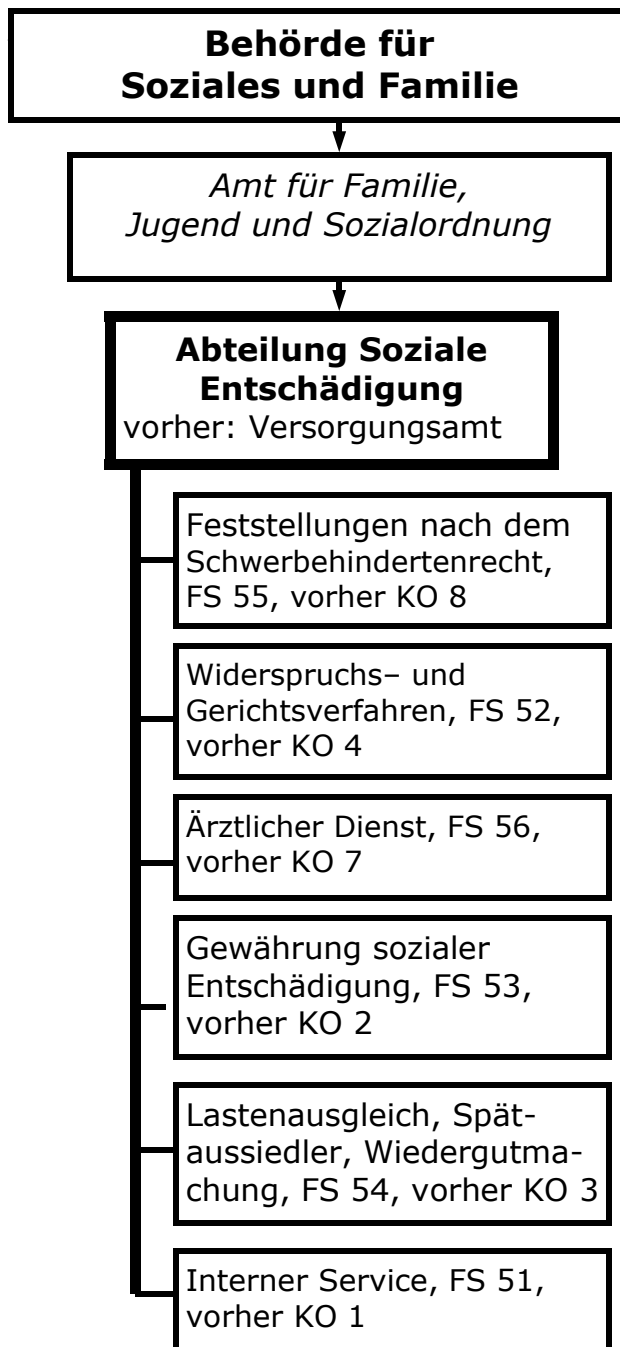 Behörde für
Soziales und Familie
Amt für Familie,
Jugend und Sozialordnung
Abteilung Soziale
Entschädigung
vorher: Versorgungsamt
Feststellungen nach dem
Schwerbehindertenrecht,
FS 55, vorher KO 8
Widerspruchs– und
Gerichtsverfahren, FS 52,
vorher KO 4
Ärztlicher Dienst, FS 56,
vorher KO 7
Gewährung sozialer
Entschädigung, FS 53,
vorher KO 2
Lastenausgleich, Spät-
aussiedler, Wiedergutma-
chung, FS 54, vorher KO 3
Interner Service, FS 51,
vorher KO 1